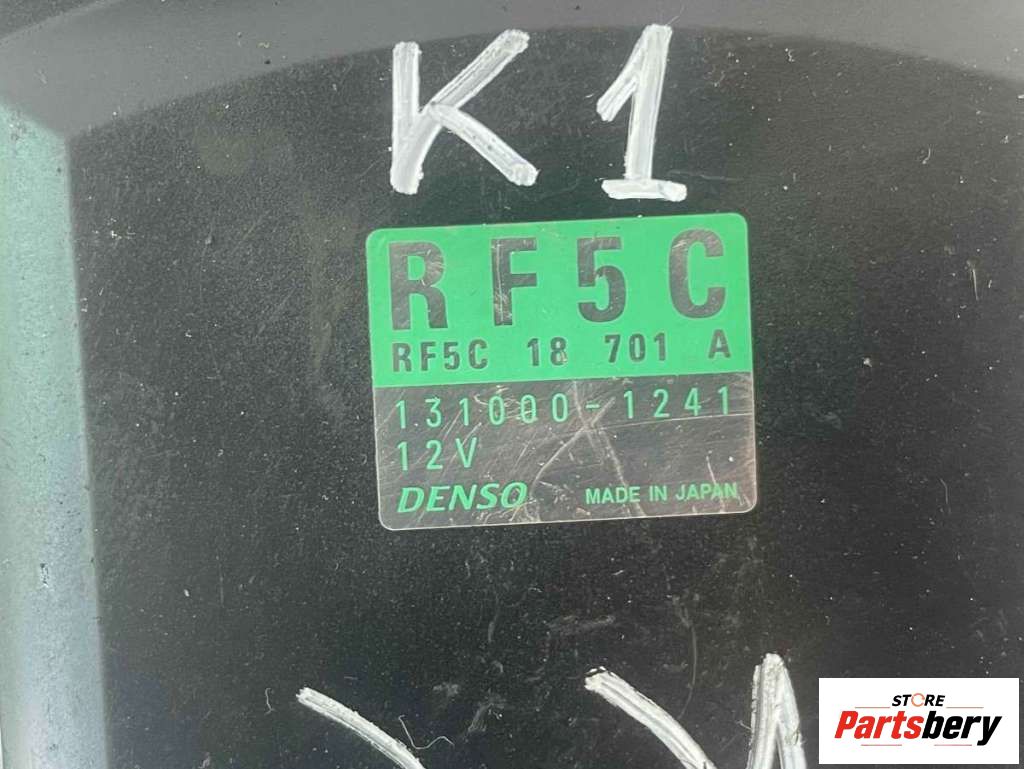 K1
RF5C
RF5C 18 701 A
131000-1241
12V
DENSO MADE IN JAPAN
STORE
Partsbery